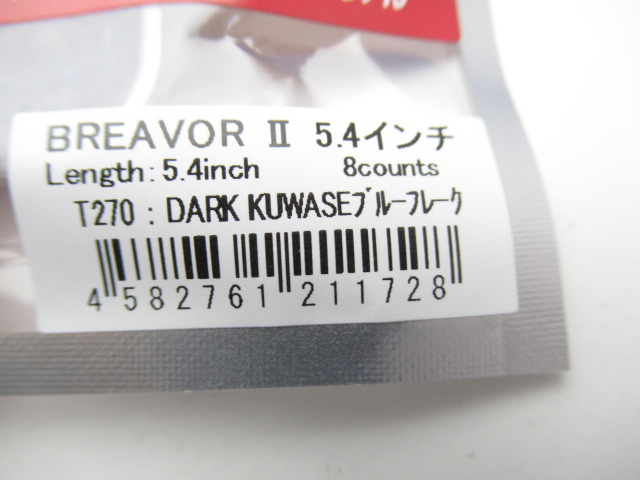 BREAVOR Ⅱ 5.4インチ
Length: 5.4inch 8counts
T270 : DARK KUWASEブルーフレーク
4 582761 211728